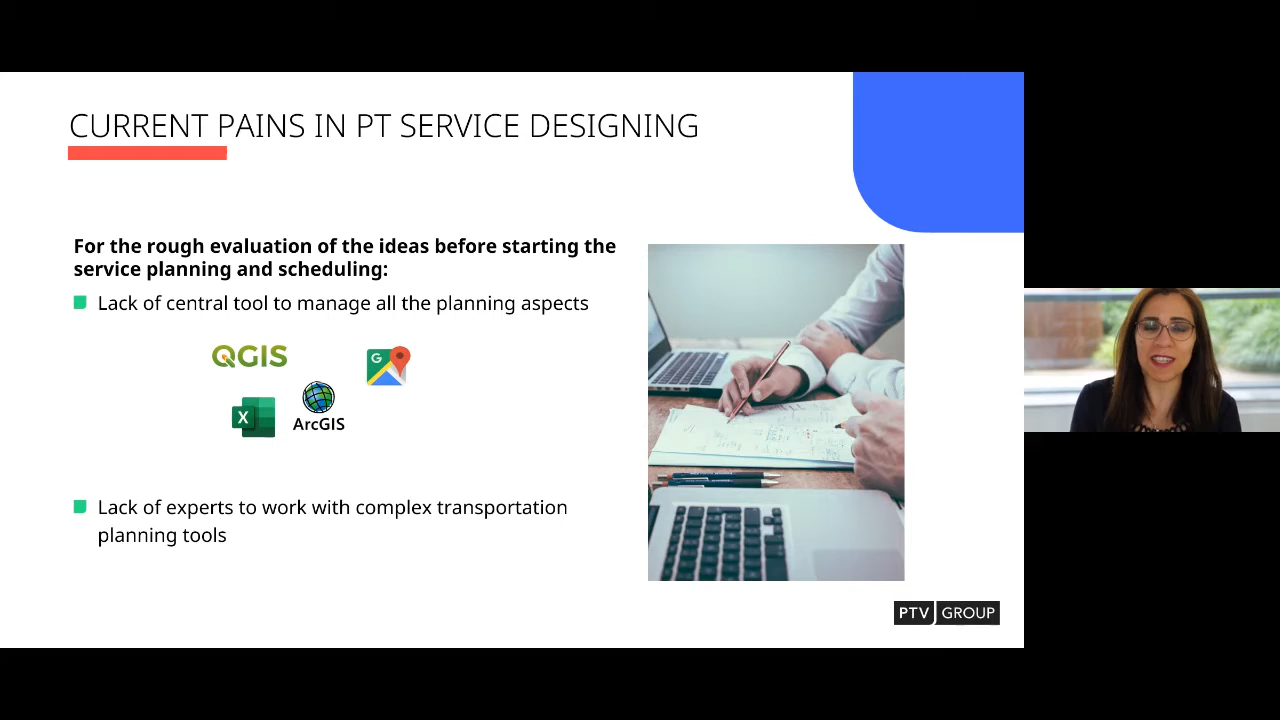 CURRENT PAINS IN PT SERVICE DESIGNING
For the rough evaluation of the ideas before starting the
service planning and scheduling:
Lack of central tool to manage all the planning aspects
QGIS
G
X
ArcGIS
Lack of experts to work with complex transportation
planning tools
PTV GROUP